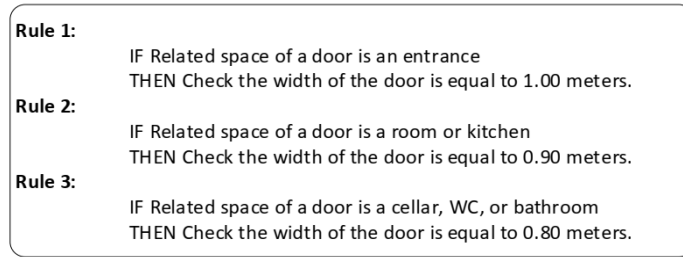 Rule 1:
IF Related space of a door is an entrance
THEN Check the width of the door is equal to 1.00 meters.
Rule 2:
IF Related space of a door is a room or kitchen
THEN Check the width of the door is equal to 0.90 meters.
Rule 3:
IF Related space of a door is a cellar, WC, or bathroom
THEN Check the width of the door is equal to 0.80 meters.